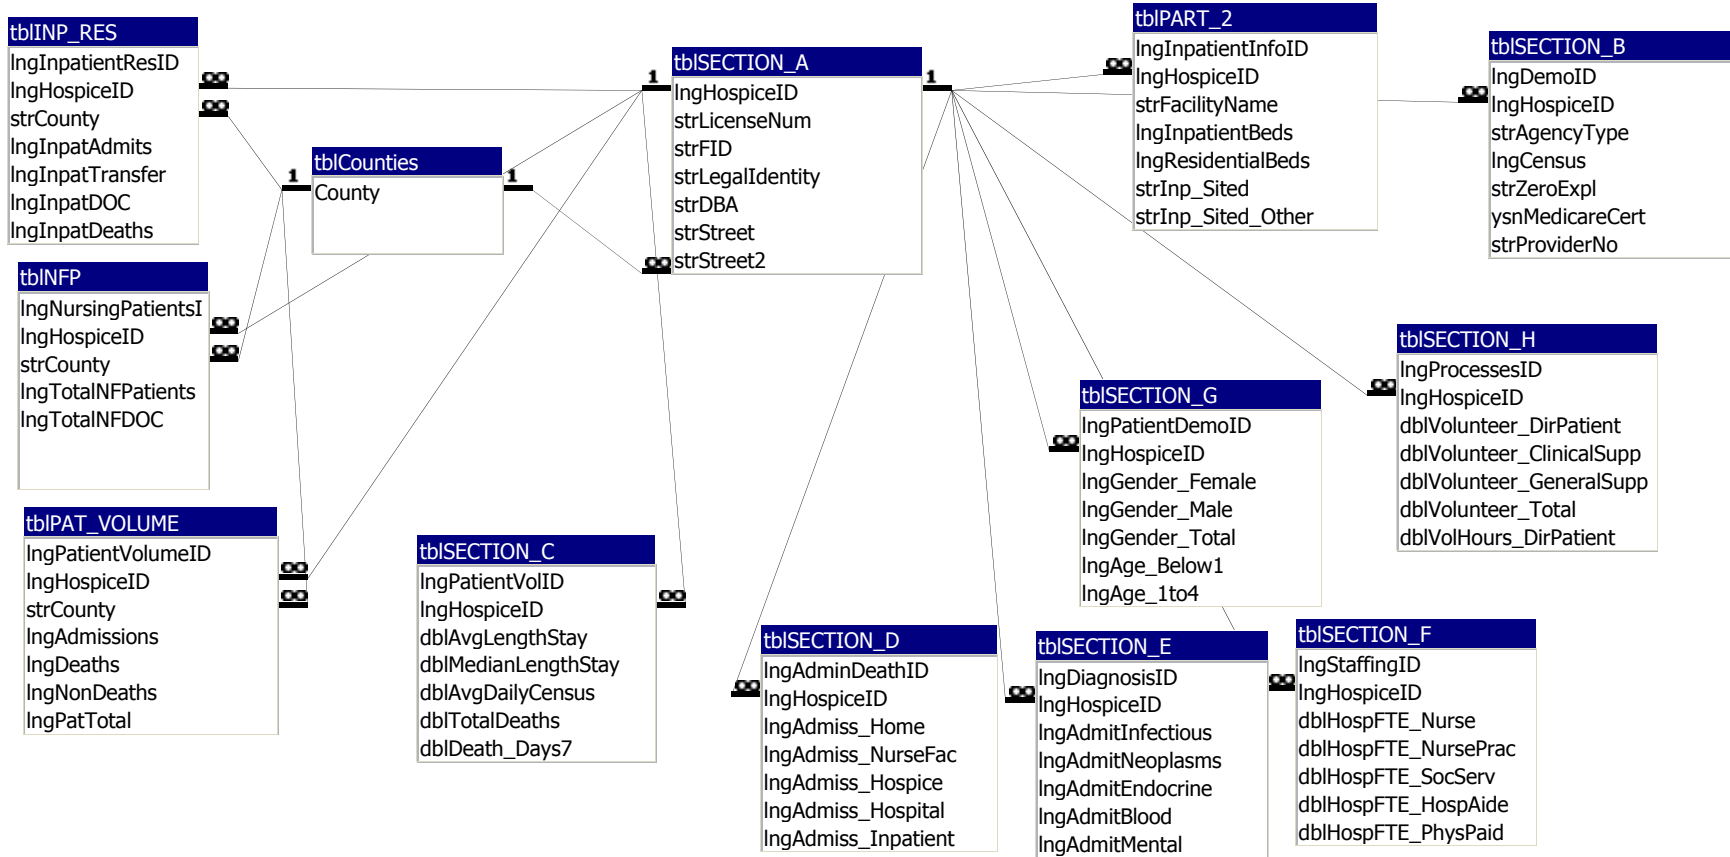 tblINP_RES
lngInpatientResID
lngHospiceID
strCounty
lngInpatAdmits
lngInpatTransfer
lngInpatDOC
lngInpatDeaths
tblNFP
lngNursingPatientsI
lngHospiceID
strCounty
lngTotalNFPatients
lngTotalNFDOC
tblPAT_VOLUME
lngPatientVolumeID
lngHospiceID
strCounty
lngAdmissions
lngDeaths
lngNonDeaths
lngPatTotal
1
tblCounties
1
County
1
tblSECTION_A
1
lngHospiceID
strLicenseNum
strFID
strLegalIdentity
strDBA
strStreet
strStreet2
tblSECTION_C
lngPatientVolID
lngHospiceID
dblAvgLengthStay
dblMedianLengthStay
dblAvgDailyCensus
dblTotalDeaths
dblDeath_Days7
tblSECTION_D
lngAdminDeathID
lngHospiceID
lngAdmiss_Home
lngAdmiss_NurseFac
lngAdmiss_Hospice
lngAdmiss_Hospital
lngAdmiss_Inpatient
tblPART_2
lngInpatientInfoID
lngHospiceID
strFacilityName
lngInpatientBeds
lngResidentialBeds
strInp_Sited
strInp_Sited_Other
tblSECTION_B
lngDemoID
lngHospiceID
strAgencyType
lngCensus
strZeroExpl
ysnMedicareCert
strProviderNo
tblSECTION_G
lngPatientDemoID
lngHospiceID
lngGender_Female
lngGender_Male
lngGender_Total
lngAge_Below1
lngAge_1to4
tblSECTION_H
lngProcessesID
lngHospiceID
dblVolunteer_DirPatient
dblVolunteer_ClinicalSupp
dblVolunteer_GeneralSupp
dblVolunteer_Total
dblVolHours_DirPatient
tblSECTION_E
lngDiagnosisID
lngHospiceID
lngAdmitInfectious
lngAdmitNeoplasms
lngAdmitEndocrine
lngAdmitBlood
lngAdmitMental
tblSECTION_F
lngStaffingID
lngHospiceID
dblHospFTE_Nurse
dblHospFTE_NursePrac
dblHospFTE_SocServ
dblHospFTE_HospAide
dblHospFTE_PhysPaid